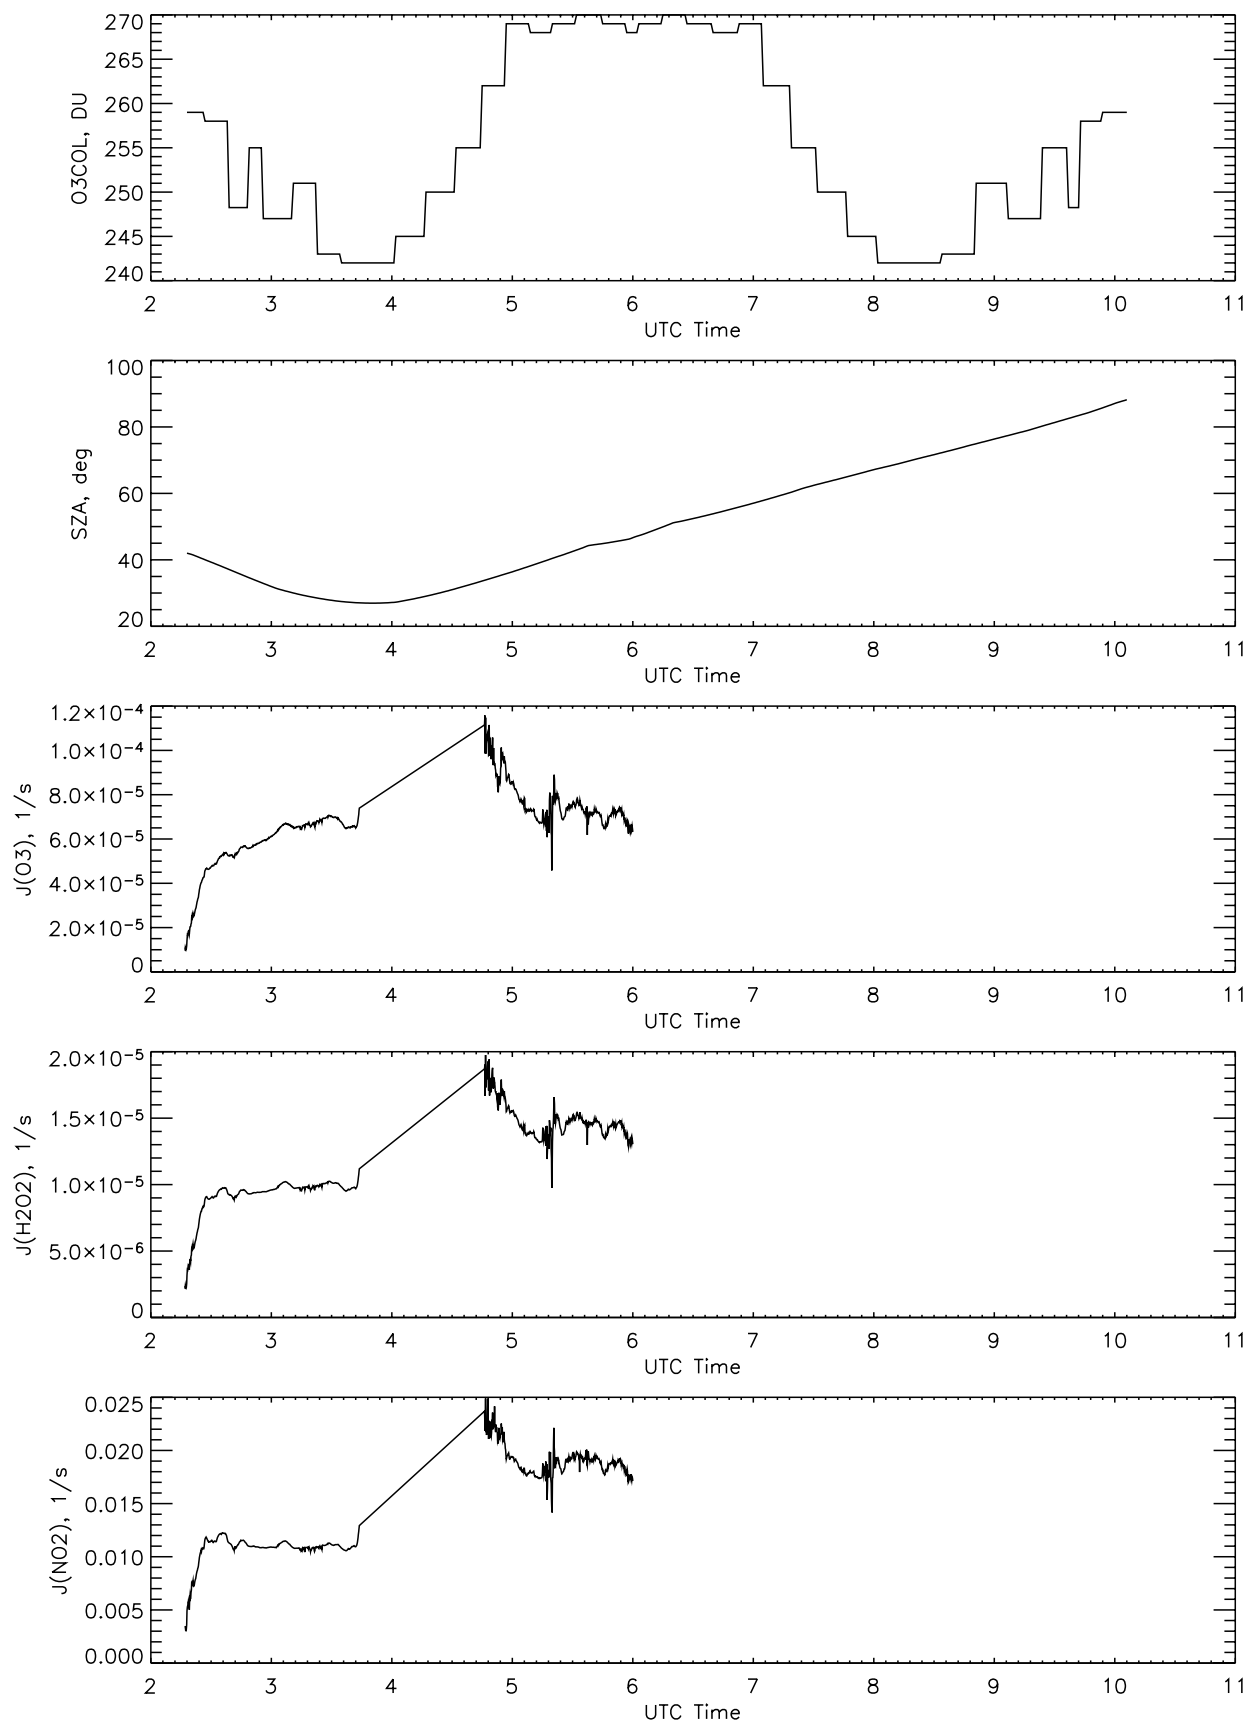 270
265
260
255
250
245
240
O3COL, DU
2 3 4 5 6 7 8 9 10 11
UTC Time
100
80
60
40
20
SZA, deg
2 3 4 5 6 7 8 9 10 11
UTC Time
1.2×10⁻⁴
1.0×10⁻⁴
8.0×10⁻⁵
6.0×10⁻⁵
4.0×10⁻⁵
2.0×10⁻⁵
0
J(O3), 1/s
2 3 4 5 6 7 8 9 10 11
UTC Time
2.0×10⁻⁵
1.5×10⁻⁵
1.0×10⁻⁵
5.0×10⁻⁶
0
J(H2O2), 1/s
2 3 4 5 6 7 8 9 10 11
UTC Time
0.025
0.020
0.015
0.010
0.005
0.000
J(NO2), 1/s
2 3 4 5 6 7 8 9 10 11
UTC Time